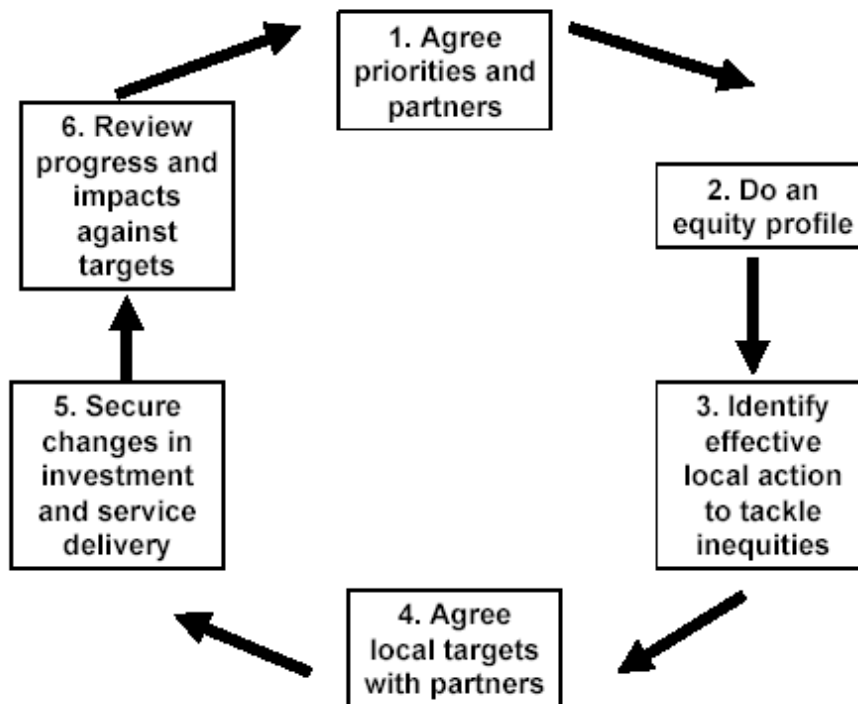 1. Agree
priorities and
partners
2. Do an
equity profile
3. Identify
effective
local action
to tackle
inequities
4. Agree
local targets
with partners
5. Secure
changes in
investment
and service
delivery
6. Review
progress and
impacts
against
targets